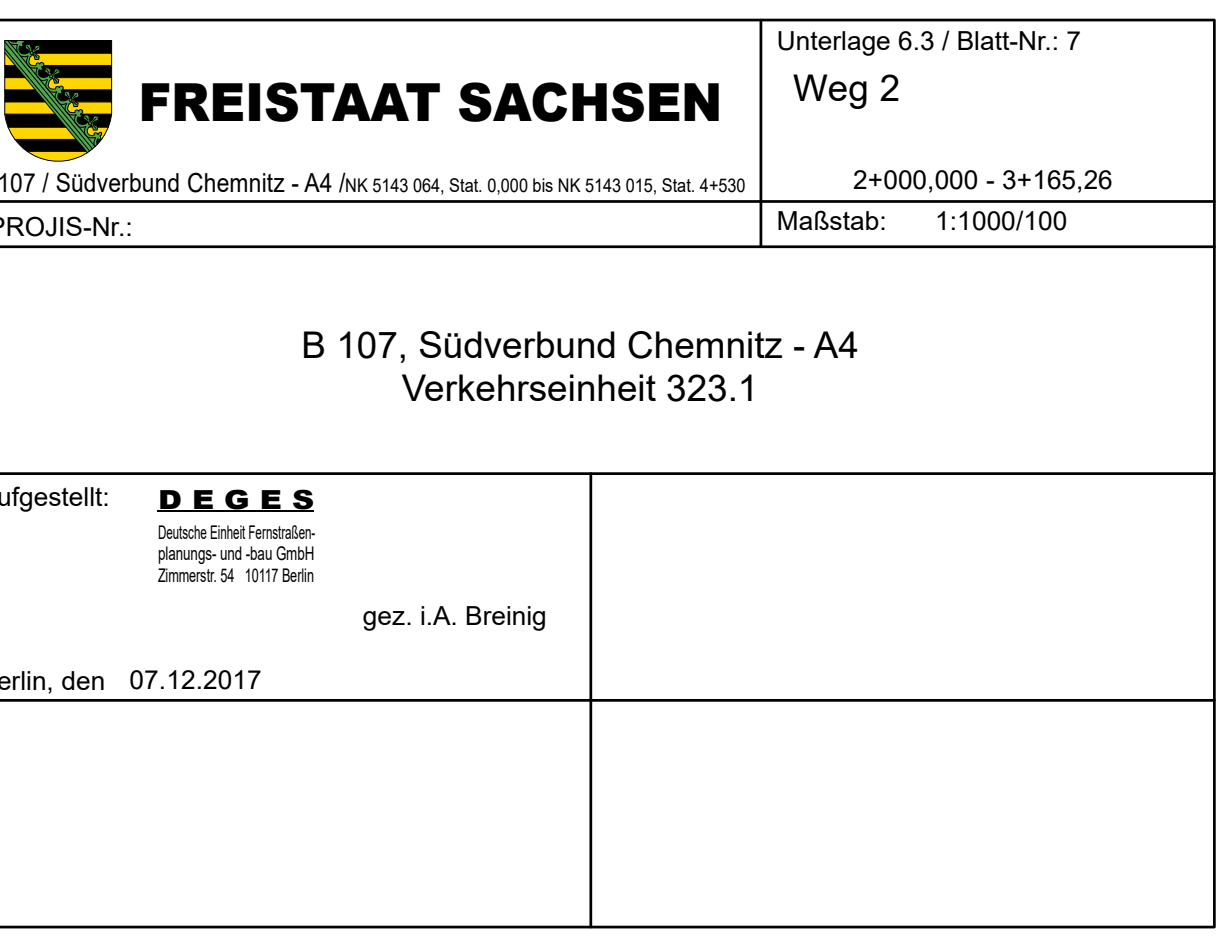 FREISTAAT SACHSEN
Unterlage 6.3 / Blatt-Nr.: 7
Weg 2
107 / Südverbund Chemnitz - A4 /NK 5143 064, Stat. 0,000 bis NK 5143 015, Stat. 4+530
2+000,000 - 3+165,26
PROJIS-Nr.:
Maßstab: 1:1000/100
B 107, Südverbund Chemnitz - A4
Verkehrseinheit 323.1
ufgestellt:
DEGES
Deutsche Einheit Fernstraßen-
planungs- und -bau GmbH
Zimmerstr. 54 10117 Berlin
gez. i.A. Breinig
erlin, den 07.12.2017